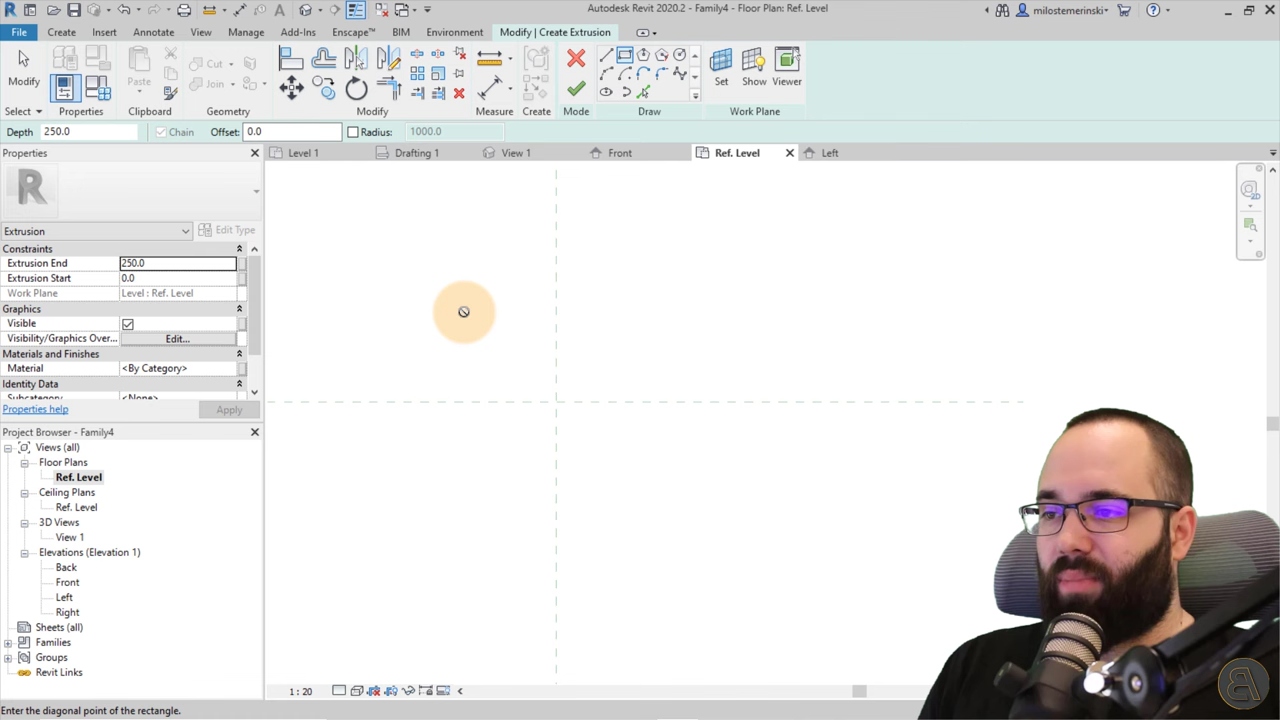 Autodesk Revit 2020.2 - Family4 - Floor Plan: Ref. Level
milostemerinski
File
Create
Insert
Annotate
View
Manage
Add-Ins
Enscape™
BIM
Environment
Modify | Create Extrusion
Modify
Paste
Cut
Join
Set
Show
Viewer
Select
Properties
Clipboard
Geometry
Modify
Measure
Create
Mode
Draw
Work Plane
Depth 250.0
Chain
Offset: 0.0
Radius: 1000.0
Properties
Level 1
Drafting 1
View 1
Front
Ref. Level
Left
R
2D
Extrusion
Edit Type
Constraints
Extrusion End 250.0
Extrusion Start 0.0
Work Plane Level : Ref. Level
Graphics
Visible
Visibility/Graphics Over... Edit...
Materials and Finishes
Material <By Category>
Identity Data
Subcategory <None>
Properties help
Apply
Project Browser - Family4
Views (all)
Floor Plans
Ref. Level
Ceiling Plans
Ref. Level
3D Views
View 1
Elevations (Elevation 1)
Back
Front
Left
Right
Sheets (all)
Families
Groups
Revit Links
1 : 20
Enter the diagonal point of the rectangle.